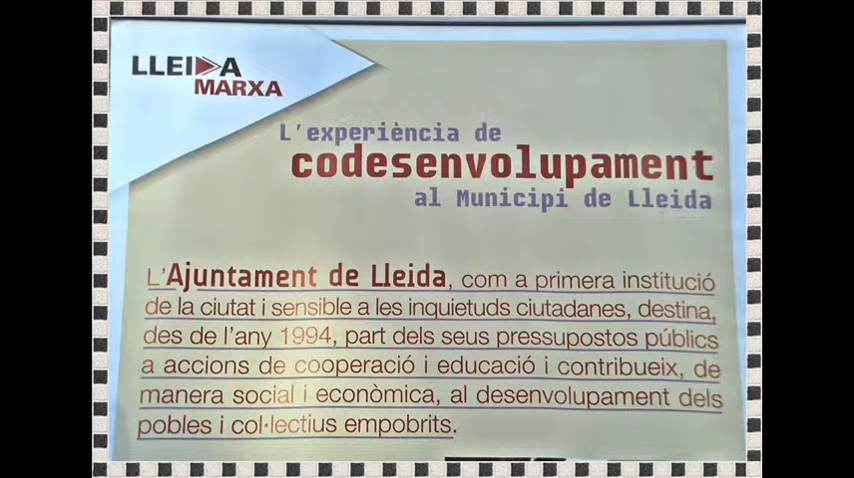 LLEIDA
MARXA
L'experiència de
codesenvolupament
al Municipi de Lleida
L'Ajuntament de Lleida, com a primera institució
de la ciutat i sensible a les inquietuds ciutadanes, destina,
des de l'any 1994, part dels seus pressupostos públics
a accions de cooperació i educació i contribueix, de
manera social i econòmica, al desenvolupament dels
pobles i col·lectius empobrits.